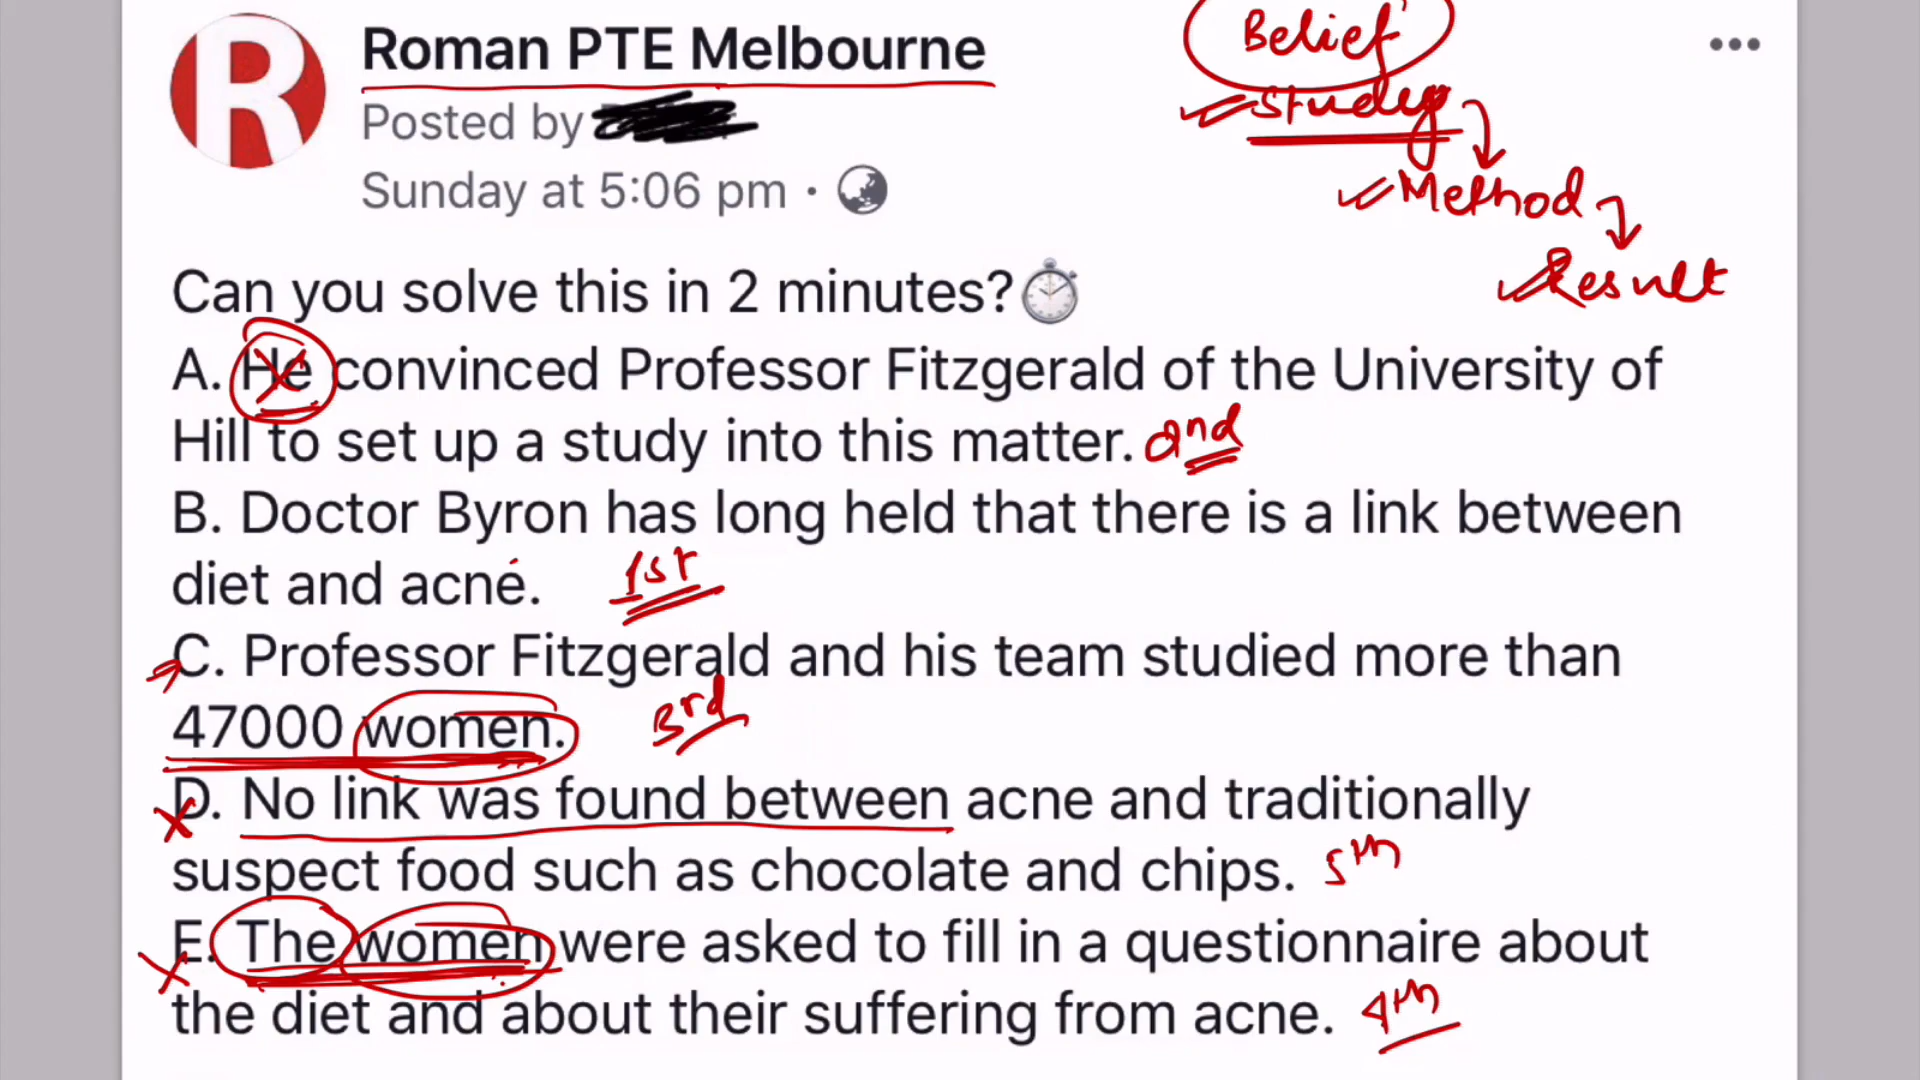 Roman PTE Melbourne
Posted by
Sunday at 5:06 pm ·
Belief
Study
Method
Result
Can you solve this in 2 minutes?
A. He convinced Professor Fitzgerald of the University of
Hill to set up a study into this matter. 2nd
B. Doctor Byron has long held that there is a link between
diet and acne. 1st
C. Professor Fitzgerald and his team studied more than
47000 women. 3rd
D. No link was found between acne and traditionally
suspect food such as chocolate and chips. 5th
E. The women were asked to fill in a questionnaire about
the diet and about their suffering from acne. 4th